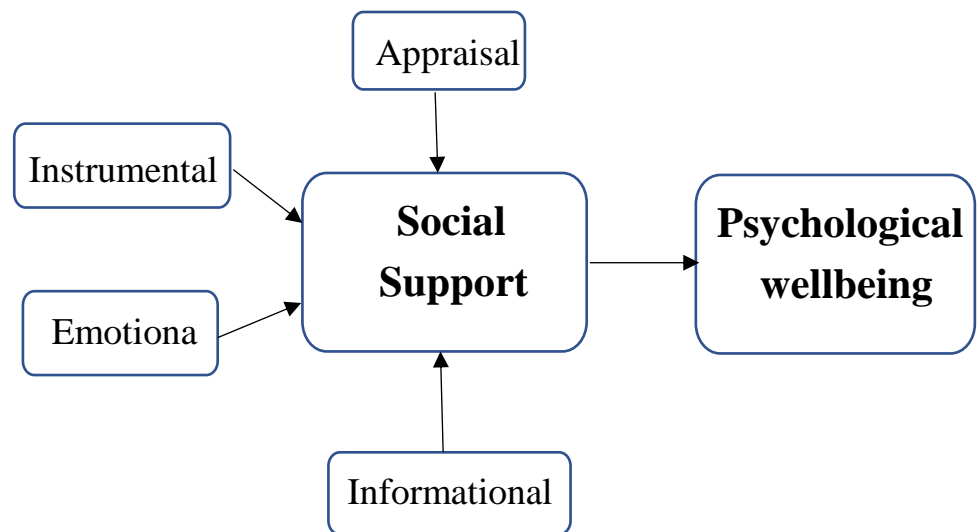 Appraisal
Instrumental
Social
Support
Psychological
wellbeing
Emotiona
Informational